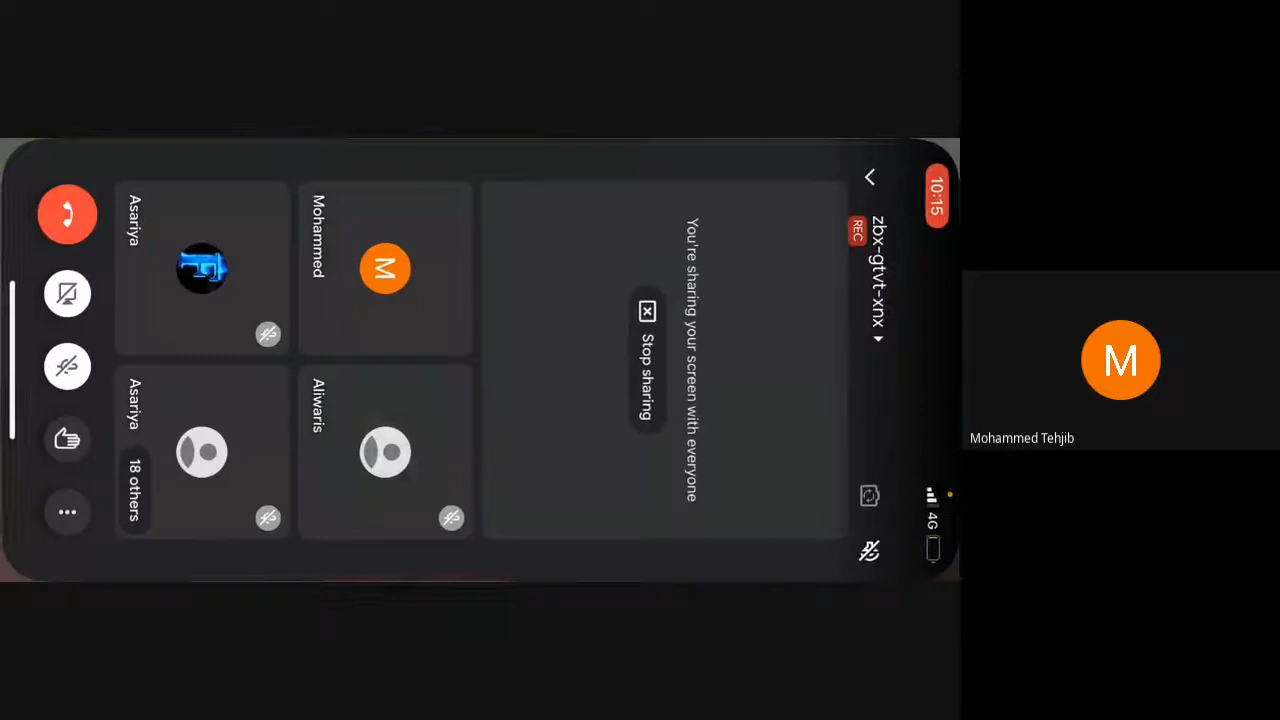 10:15
4G
zbx-gtvt-xnx
REC
You're sharing your screen with everyone
Stop sharing
Mohammed
M
Aliwaris
Asariya
Asariya
18 others
M
Mohammed Tehjib